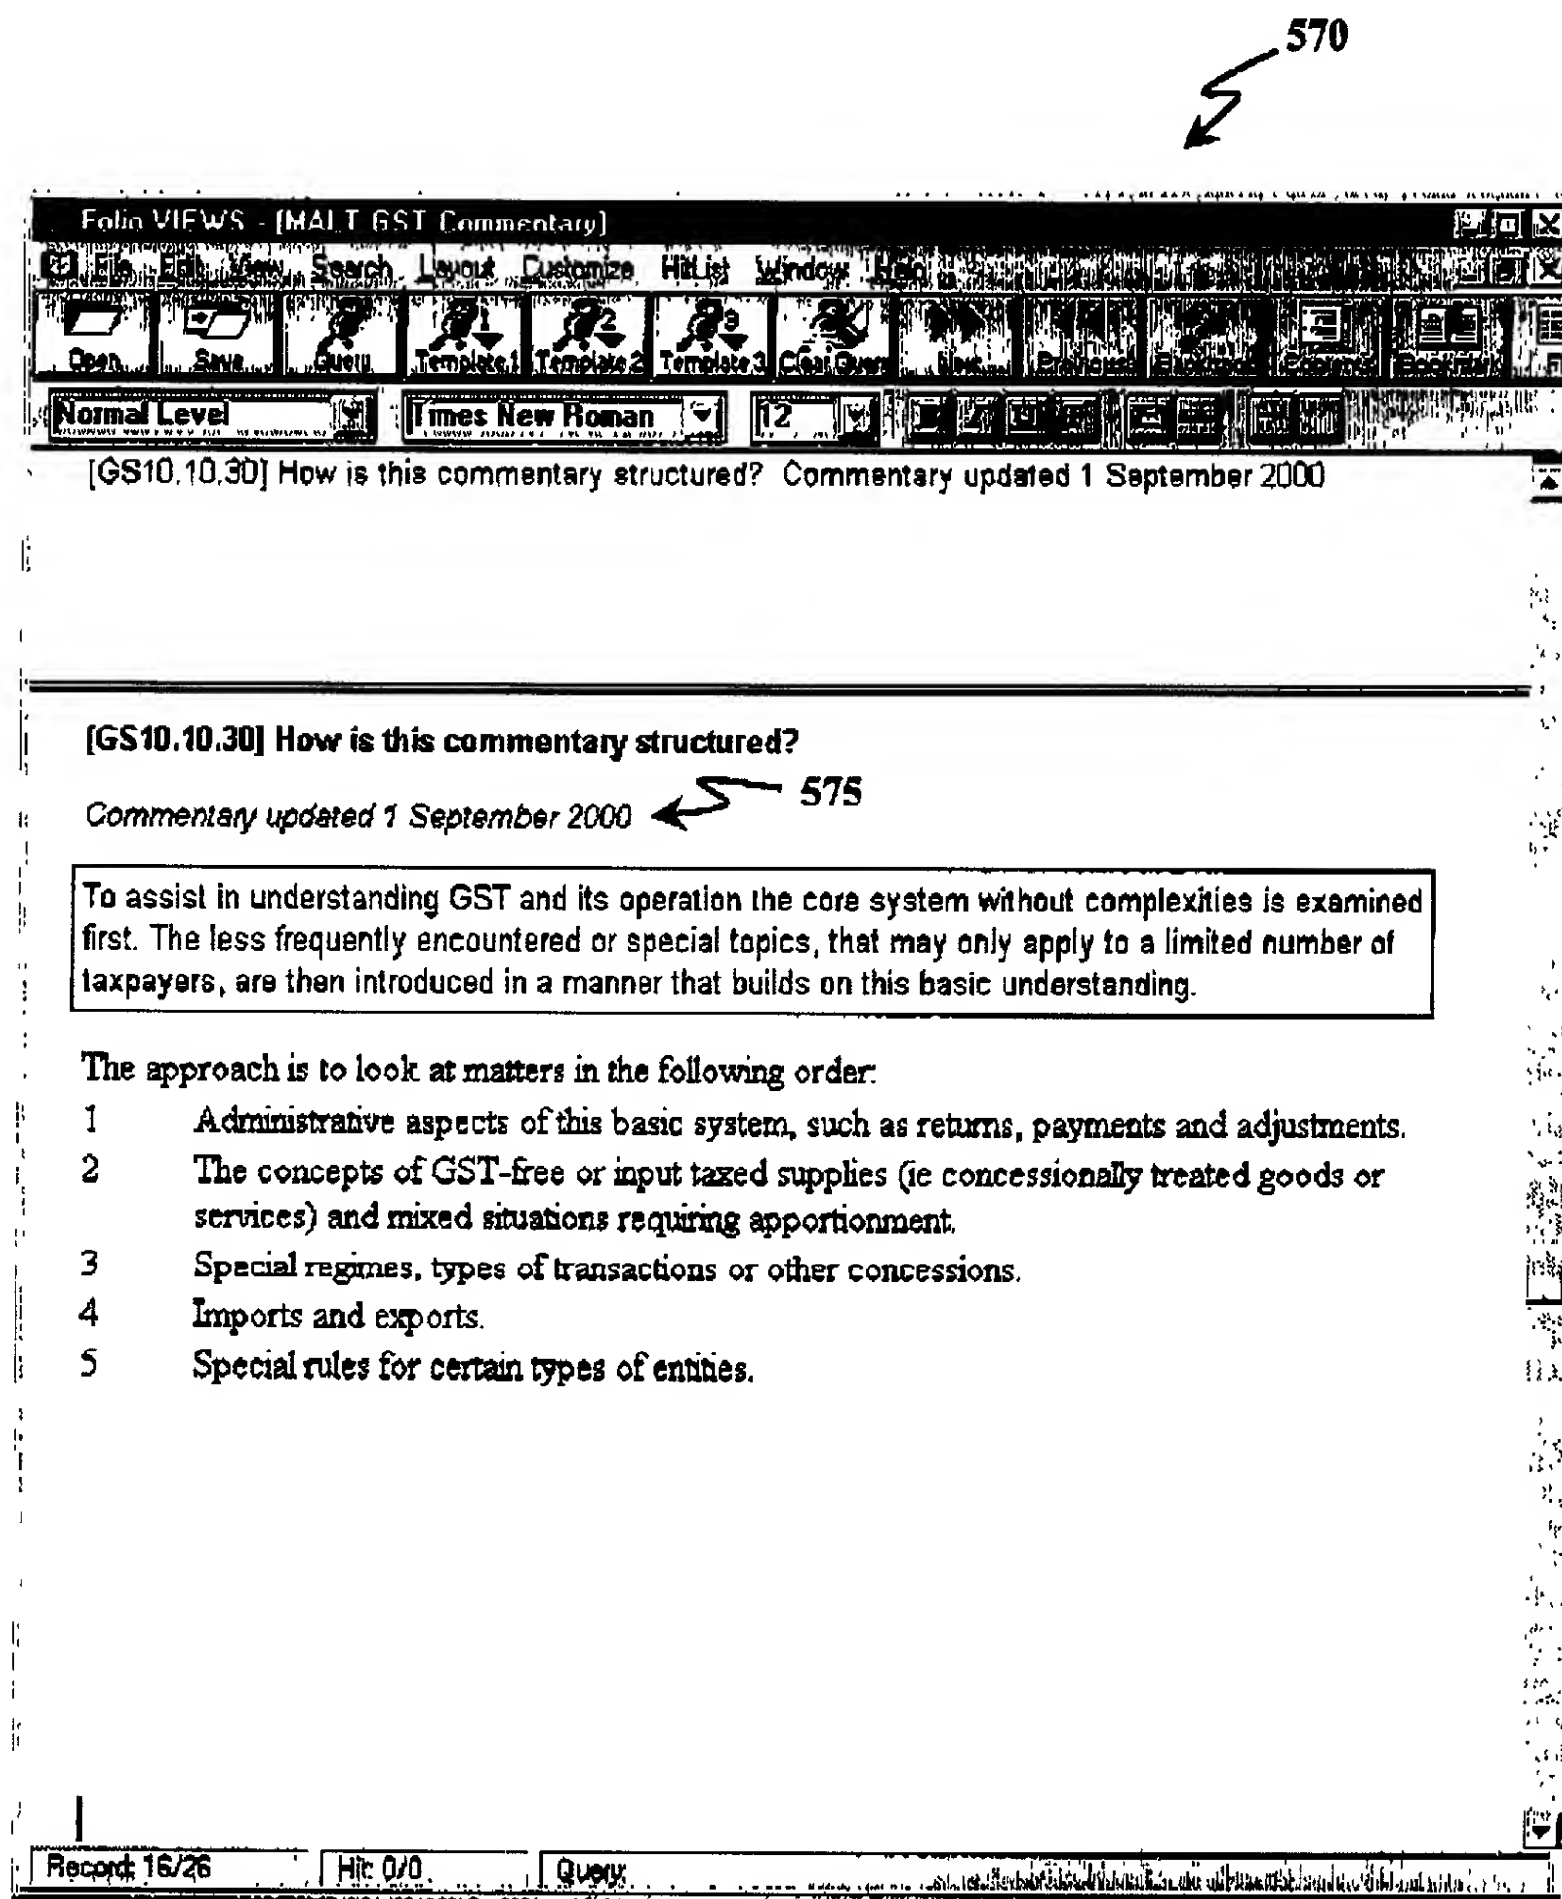 570
Folio VIEWS - [MALT GST Commentary]
File Edit View Search Layout Customize HitList Window Help
Open Save Query Template 1 Template 2 Template 3 Clear Query Next Previous Backtrack Bookmark
Normal Level Times New Roman 12
[GS10.10.30] How is this commentary structured? Commentary updated 1 September 2000
[GS10.10.30] How is this commentary structured?
Commentary updated 1 September 2000 575
To assist in understanding GST and its operation the core system without complexities is examined
first. The less frequently encountered or special topics, that may only apply to a limited number of
taxpayers, are then introduced in a manner that builds on this basic understanding.
The approach is to look at matters in the following order:
1 Administrative aspects of this basic system, such as returns, payments and adjustments.
2 The concepts of GST-free or input taxed supplies (ie concessionally treated goods or
services) and mixed situations requiring apportionment.
3 Special regimes, types of transactions or other concessions.
4 Imports and exports.
5 Special rules for certain types of entities.
Record: 16/26 Hit: 0/0 Query: